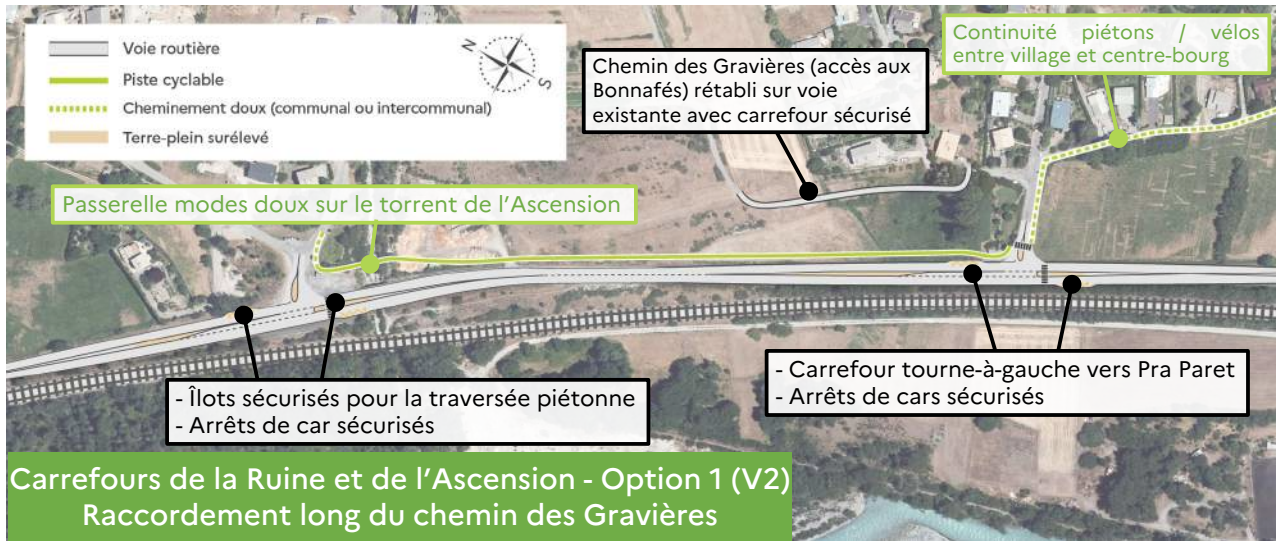 Voie routière
Piste cyclable
Cheminement doux (communal ou intercommunal)
Terre-plein surélevé
N
S
Chemin des Gravières (accès aux
Bonnafés) rétabli sur voie
existante avec carrefour sécurisé
Continuité piétons / vélos
entre village et centre-bourg
Passerelle modes doux sur le torrent de l'Ascension
- Îlots sécurisés pour la traversée piétonne
- Arrêts de car sécurisés
- Carrefour tourne-à-gauche vers Pra Paret
- Arrêts de cars sécurisés
Carrefours de la Ruine et de l'Ascension - Option 1 (V2)
Raccordement long du chemin des Gravières